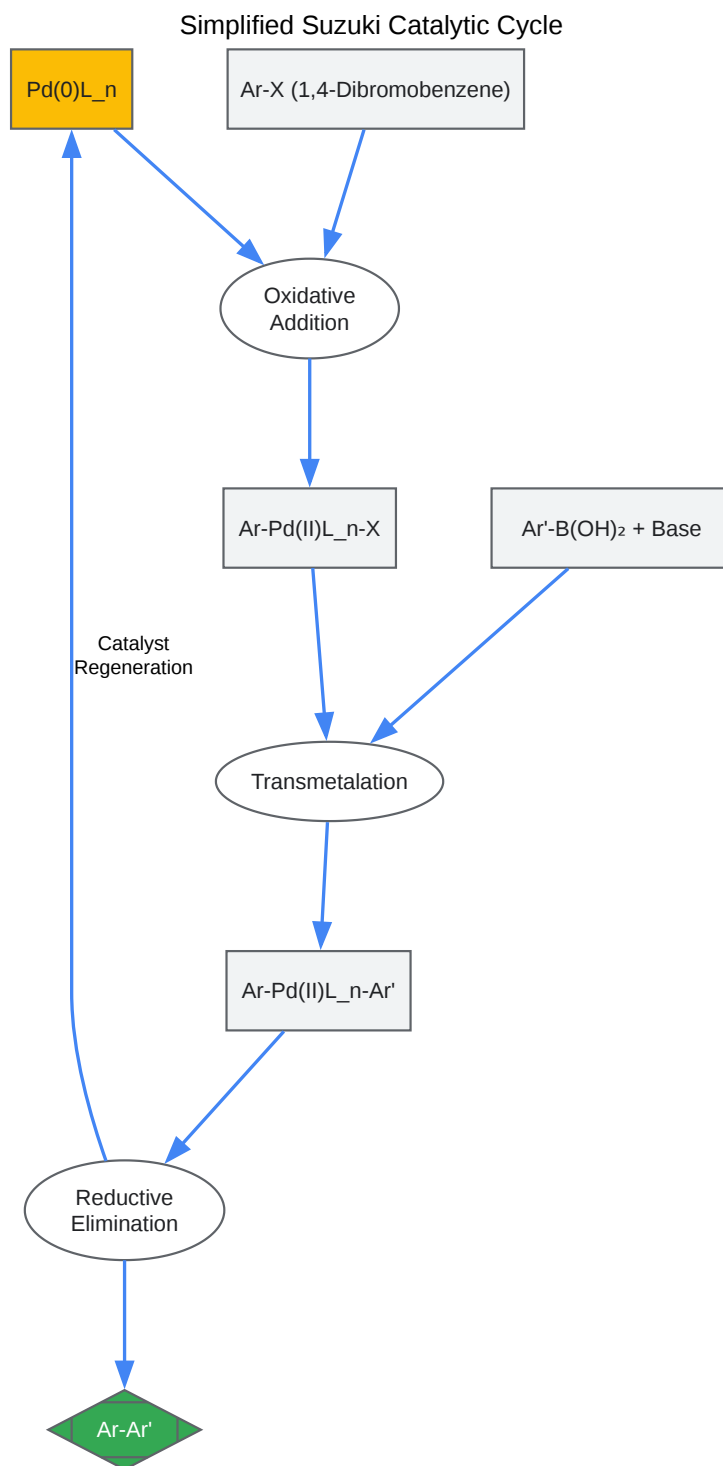 Simplified Suzuki Catalytic Cycle
Pd(0)L_n
Ar-X (1,4-Dibromobenzene)
Oxidative
Addition
Ar-Pd(II)L_n-X
Ar'-B(OH)₂ + Base
Catalyst
Regeneration
Transmetalation
Ar-Pd(II)L_n-Ar'
Reductive
Elimination
Ar-Ar'